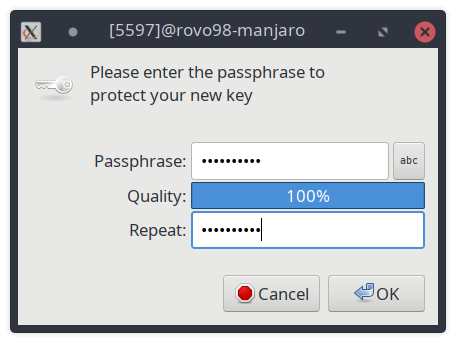 [5597]@rovo98-manjaro
Please enter the passphrase to
protect your new key
Passphrase: ••••••••••
abc
Quality: 100%
Repeat: ••••••••••
Cancel
OK